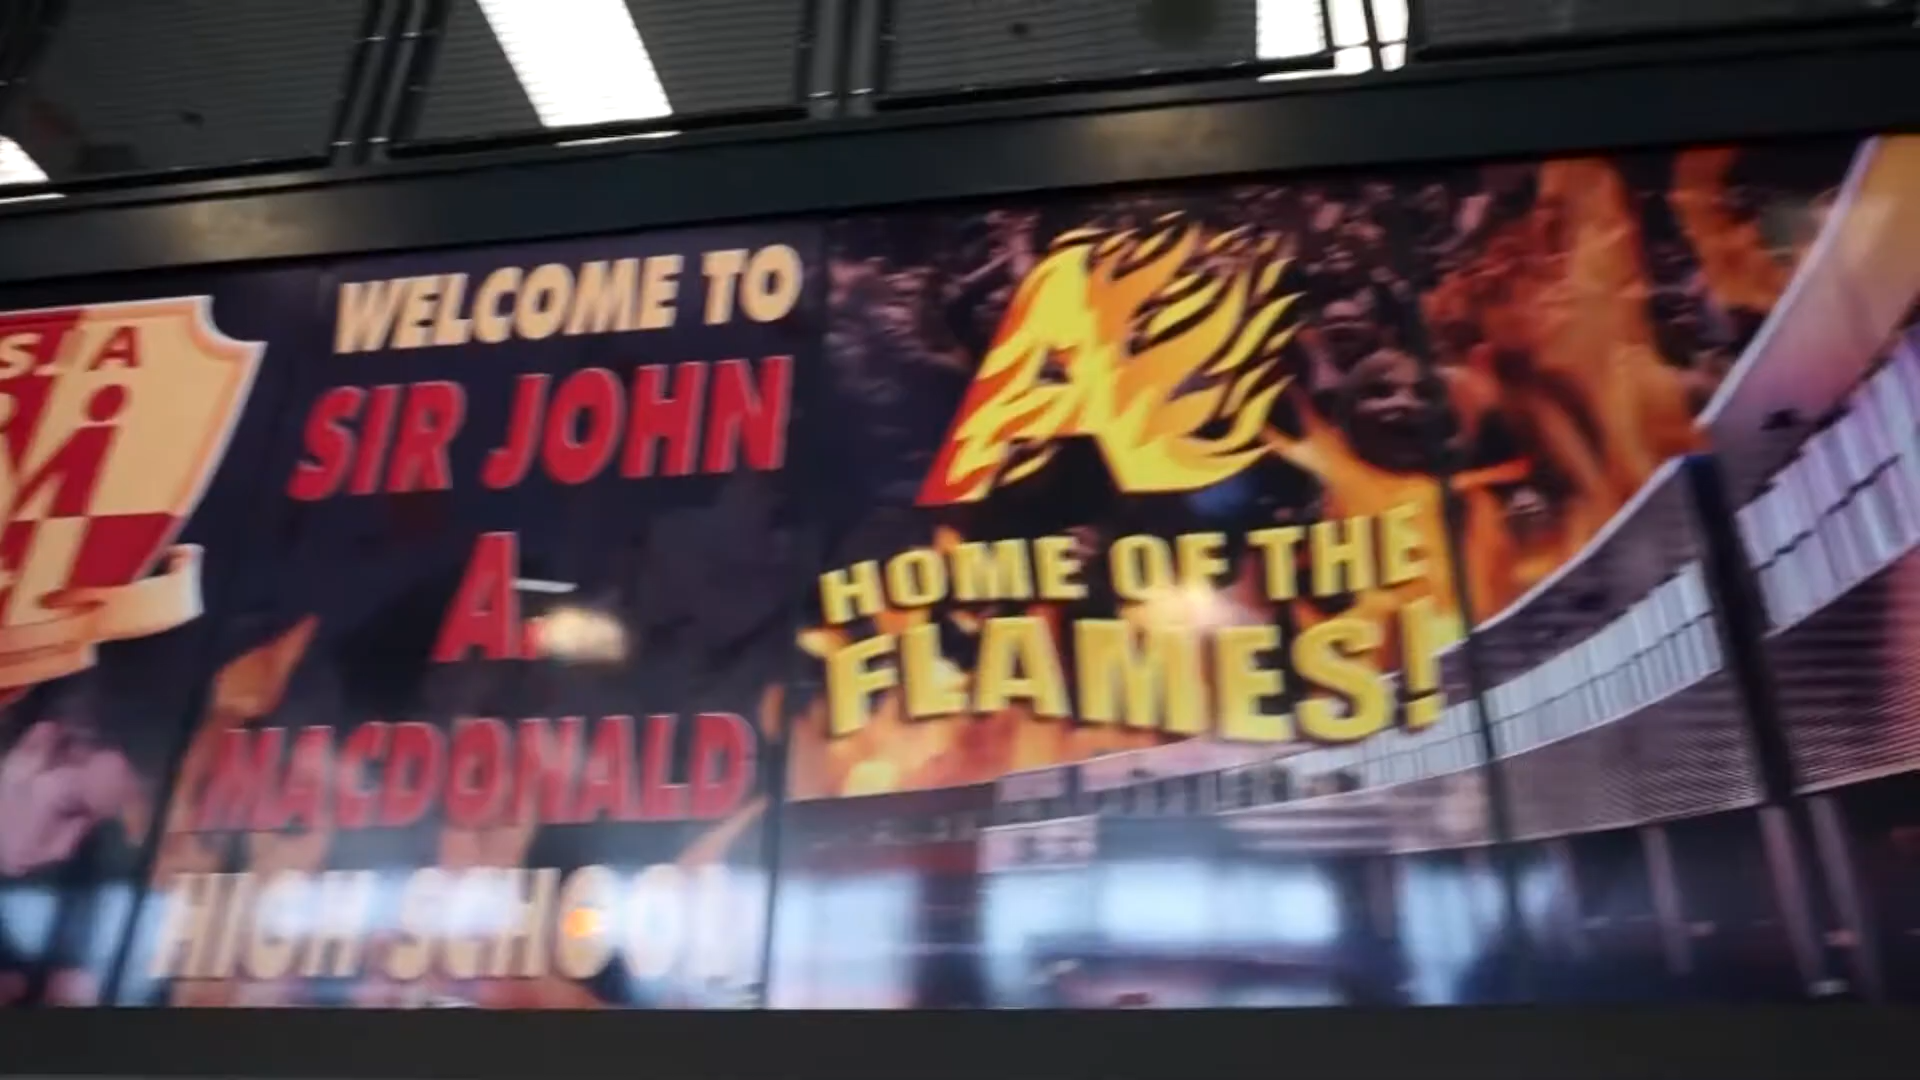 S. A
WELCOME TO
SIR JOHN
A.
MACDONALD
HIGH SCHOOL
A
HOME OF THE
FLAMES!